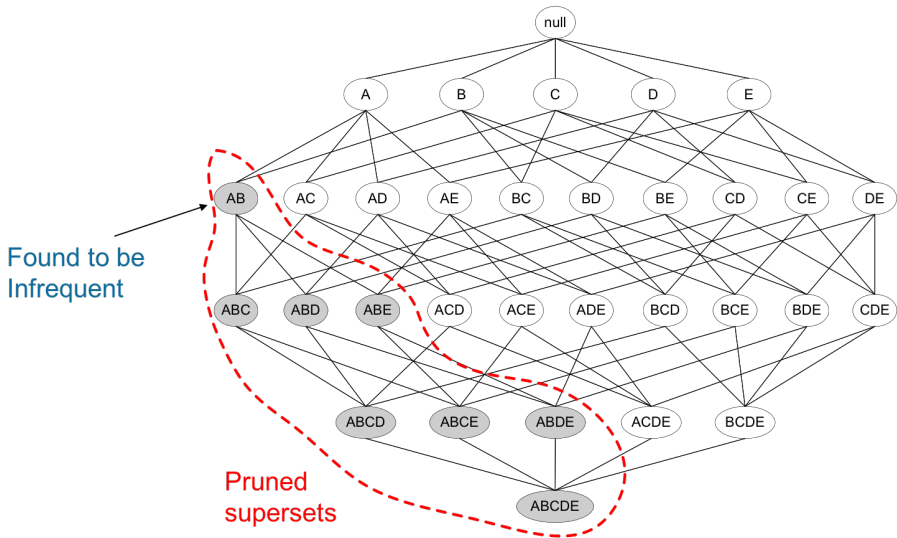 null
A B C D E
AB AC AD AE BC BD BE CD CE DE
Found to be
Infrequent
ABC ABD ABE ACD ACE ADE BCD BCE BDE CDE
ABCD ABCE ABDE ACDE BCDE
Pruned
supersets
ABCDE